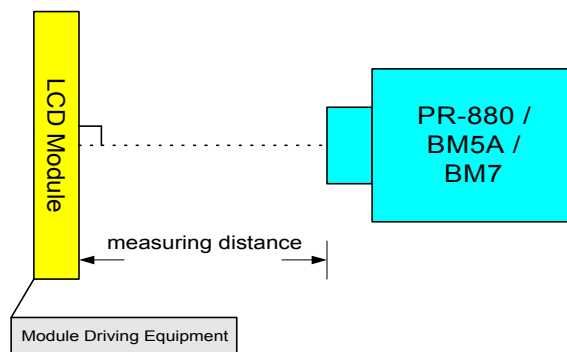 LCD Module
PR-880 /
BM5A /
BM7
measuring distance
Module Driving Equipment